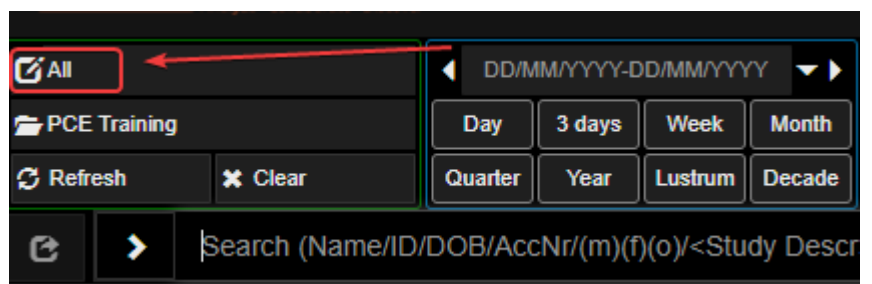 All
DD/MM/YYYY-DD/MM/YYYY
PCE Training
Day 3 days Week Month
Refresh Clear
Quarter Year Lustrum Decade
Search (Name/ID/DOB/AccNr/(m)(f)(o)/<Study Descr